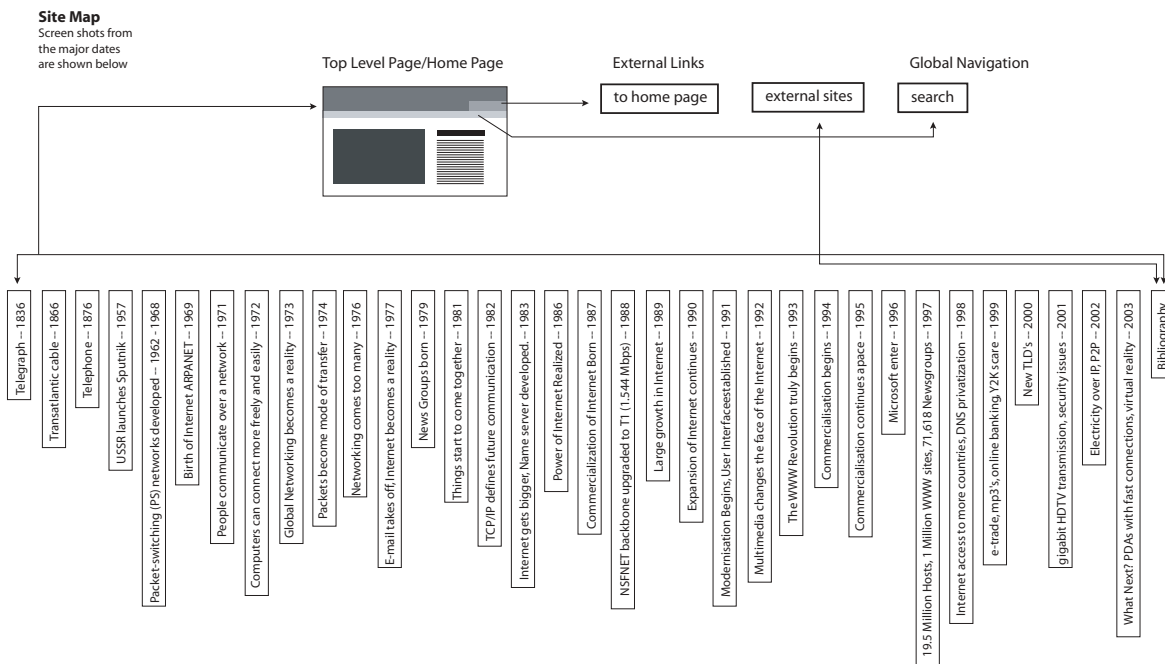 Site Map
Screen shots from
the major dates
are shown below
Top Level Page/Home Page
External Links
Global Navigation
to home page
external sites
search
Telegraph -- 1836
Transatlantic cable --1866
Telephone -- 1876
USSR launches Sputnik -- 1957
Packet-switching (PS) networks developed -- 1962 - 1968
Birth of Internet ARPANET -- 1969
People communicate over a network -- 1971
Computers can connect more freely and easily -- 1972
Global Networking becomes a reality -- 1973
Packets become mode of transfer -- 1974
Networking comes too many -- 1976
E-mail takes off, Internet becomes a reality -- 1977
News Groups born -- 1979
Things start to come together -- 1981
TCP/IP defines future communication -- 1982
Internet gets bigger, Name server developed. -- 1983
Power of Internet Realized -- 1986
Commercialization of Internet Born -- 1987
NSFNET backbone upgraded to T1 (1.544 Mbps) -- 1988
Large growth in Internet -- 1989
Expansion of Internet continues -- 1990
Modernisation Begins, User Interfaceestablished -- 1991
Multimedia changes the face of the Internet -- 1992
The WWW Revolution truly begins -- 1993
Commercialisation begins -- 1994
Commercialisation continues apace -- 1995
Microsoft enter -- 1996
19.5 Million Hosts, 1 Million WWW sites, 71,618 Newsgroups -- 1997
Internet access to more countries, DNS privatization -- 1998
e-trade, mp3's, online banking, Y2K scare -- 1999
New TLD's -- 2000
gigabit HDTV transmission, security issues -- 2001
Electricity over IP, P2P -- 2002
What Next? PDAs with fast connections, virtual reality -- 2003
Bibliography